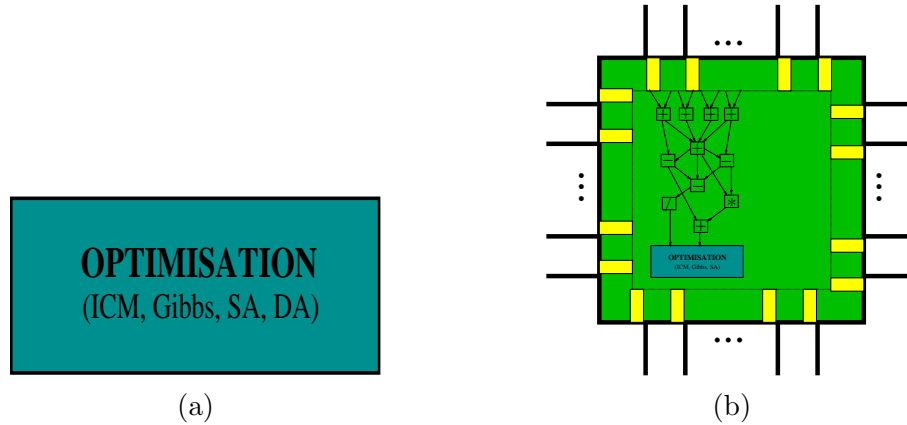 OPTIMISATION
(ICM, Gibbs, SA, DA)
(a)
+ + + +
+
− −
−
/ *
+
OPTIMISATION
(ICM, Gibbs, SA)
(b)